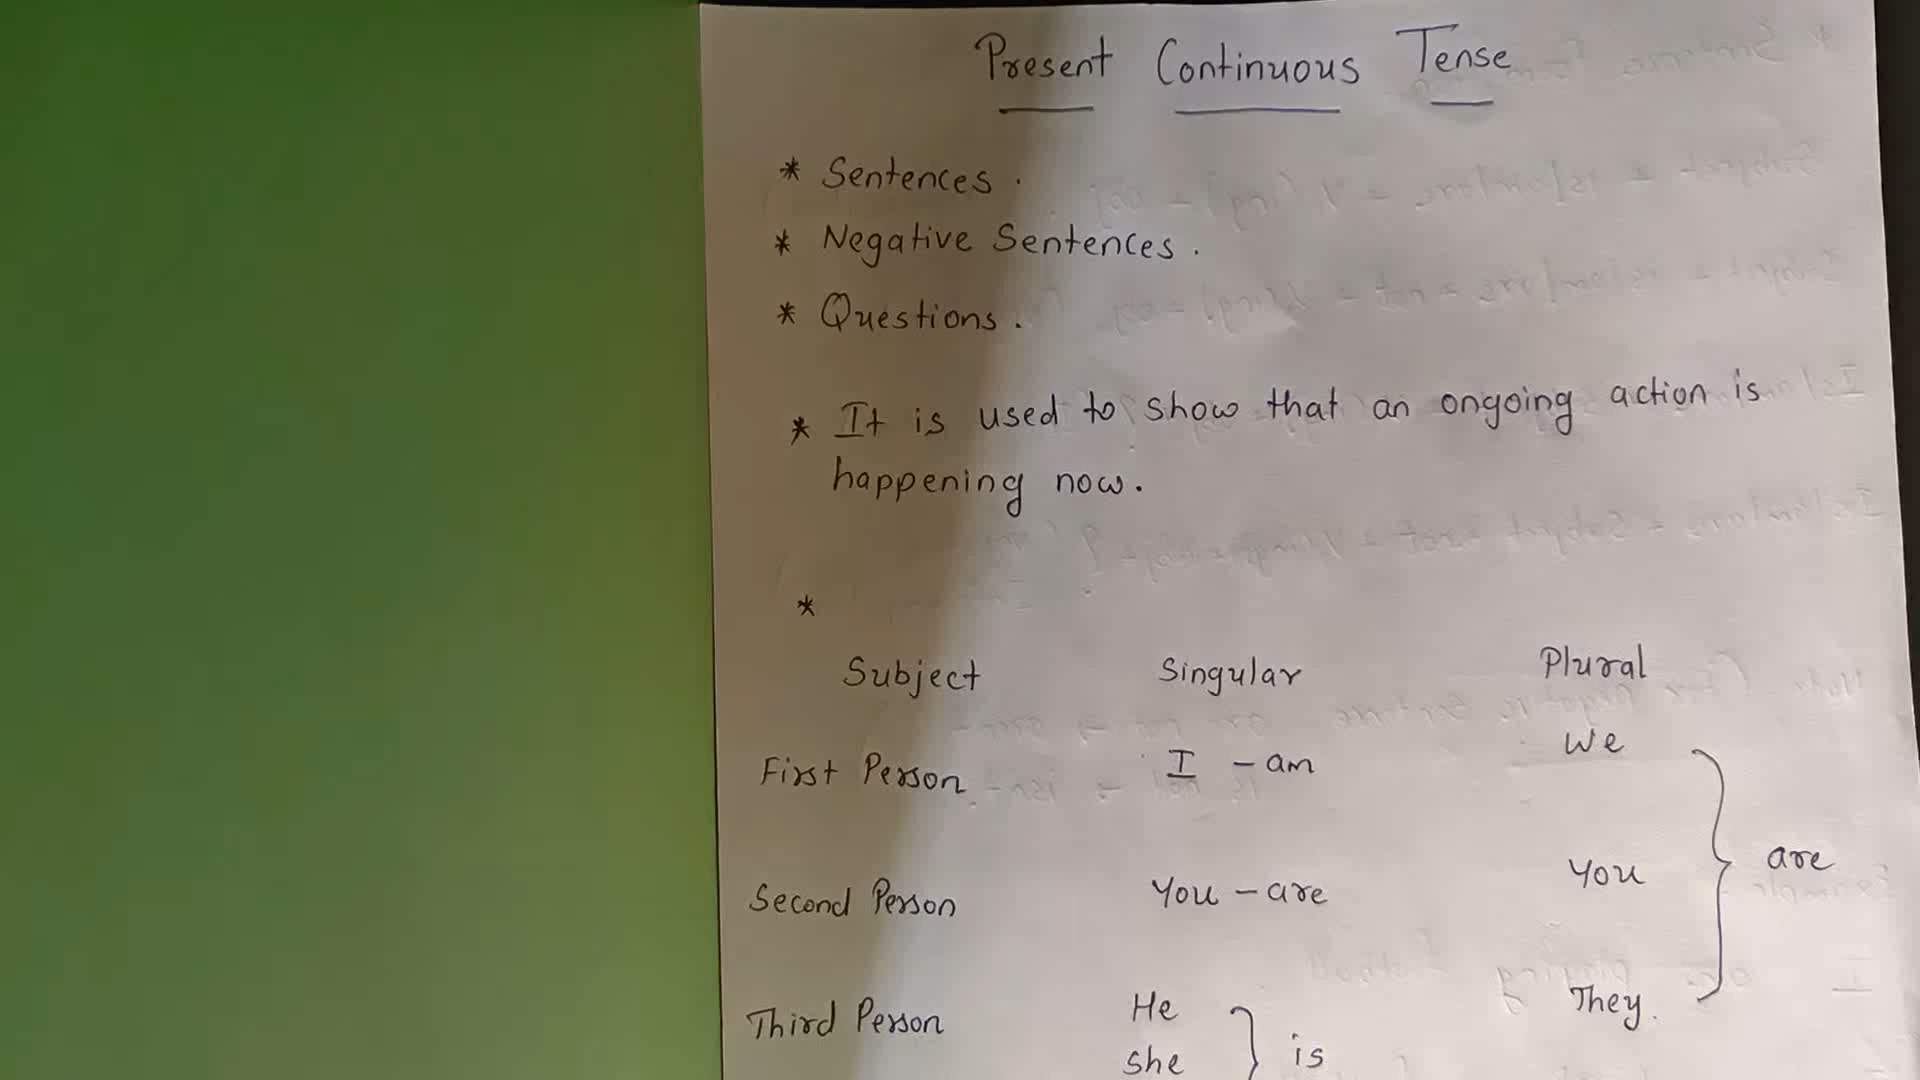 Present Continuous Tense
* Sentences.
* Negative Sentences.
* Questions.
* It is used to show that an ongoing action is
happening now.
*
Subject Singular Plural
First Person I - am We
Second Person You - are You } are
Third Person He They.
She } is